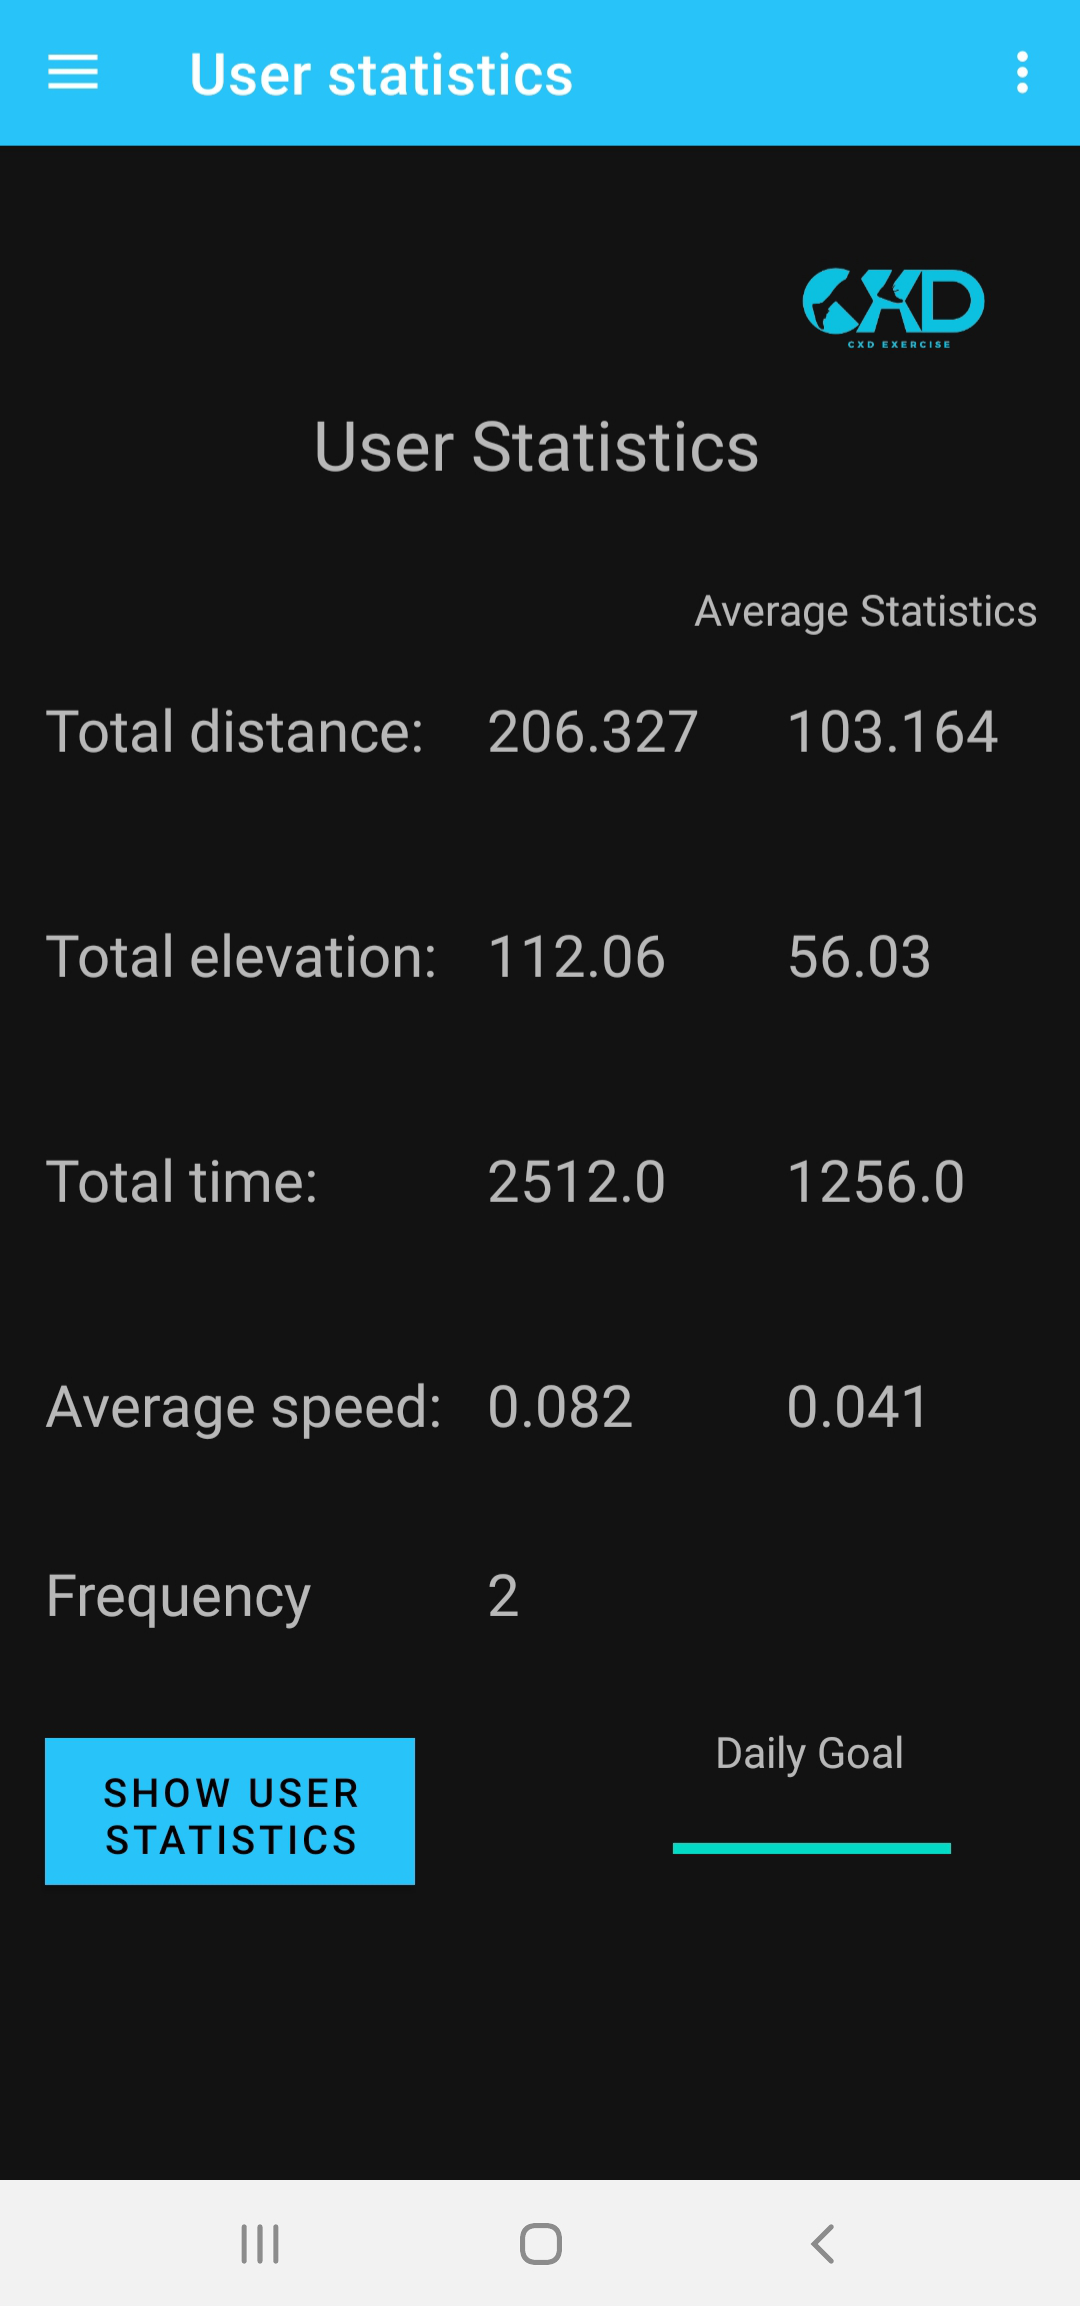 User statistics
CXD
CXD EXERCISE
User Statistics
Average Statistics
Total distance: 206.327 103.164
Total elevation: 112.06 56.03
Total time: 2512.0 1256.0
Average speed: 0.082 0.041
Frequency 2
SHOW USER
STATISTICS
Daily Goal